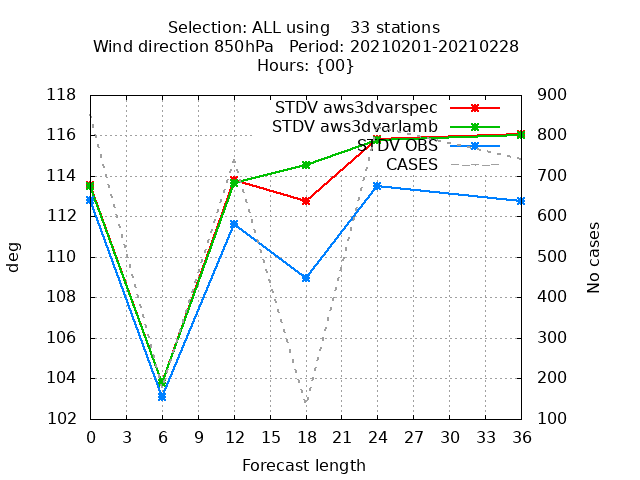 Selection: ALL using    33 stations
Wind direction 850hPa   Period: 20210201-20210228
Hours: {00}
STDV aws3dvarspec
STDV aws3dvarlamb
STDV OBS
CASES
118
116
114
112
110
108
106
104
102
deg
900
800
700
600
500
400
300
200
100
No cases
0 3 6 9 12 15 18 21 24 27 30 33 36
Forecast length